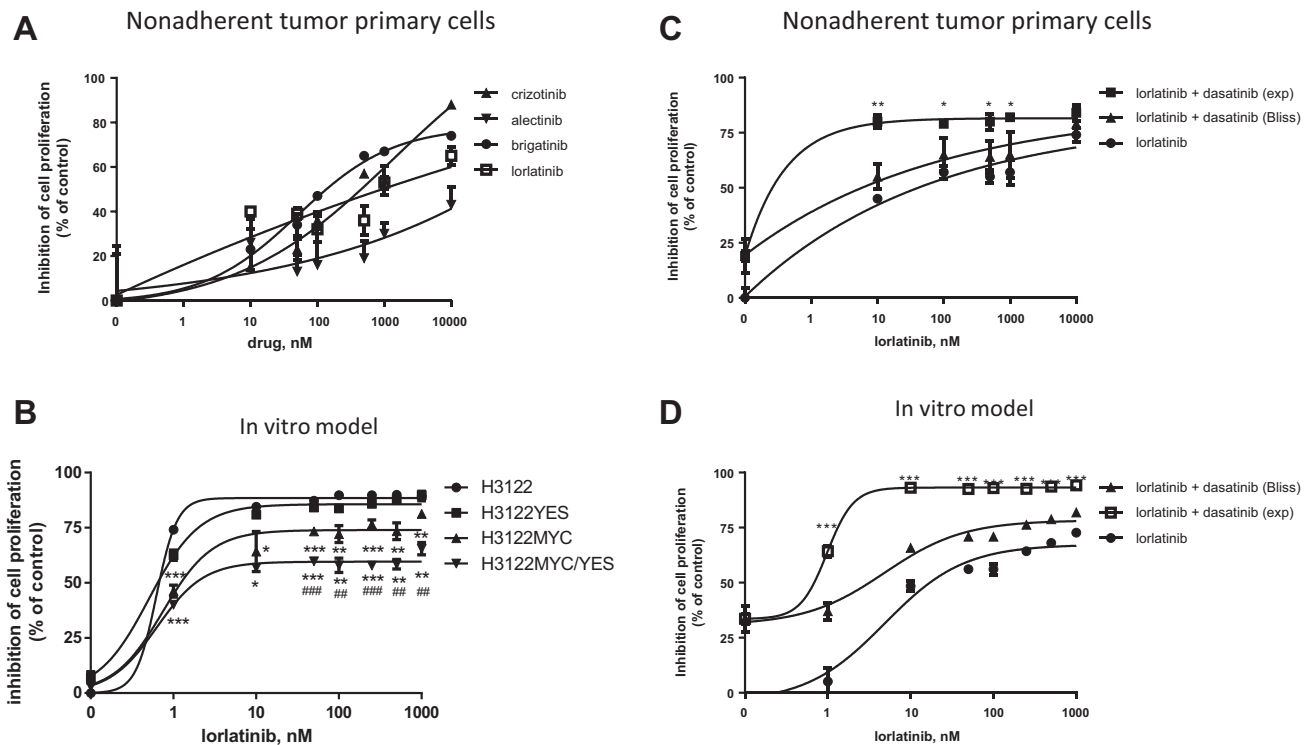 A
Nonadherent tumor primary cells
Inhibition of cell proliferation
(% of control)
100
80
60
40
20
0
0 1 10 100 1000 10000
drug, nM
crizotinib
alectinib
brigatinib
lorlatinib
C
Nonadherent tumor primary cells
Inhibition of cell proliferation
(% of control)
100
75
50
25
0
** * * *
0 1 10 100 1000 10000
lorlatinib, nM
lorlatinib + dasatinib (exp)
lorlatinib + dasatinib (Bliss)
lorlatinib
B
In vitro model
inhibition of cell proliferation
(% of control)
100
75
50
25
0
**
* *** ** *** **
***
* *** ** *** ** **
### ## ### ## ##
***
0 1 10 100 1000
lorlatinib, nM
H3122
H3122YES
H3122MYC
H3122MYC/YES
D
In vitro model
Inhibition of cell proliferation
(% of control)
100
75
50
25
0
*** *** *** *** *** ***
***
0 1 10 100 1000
lorlatinib, nM
lorlatinib + dasatinib (Bliss)
lorlatinib + dasatinib (exp)
lorlatinib